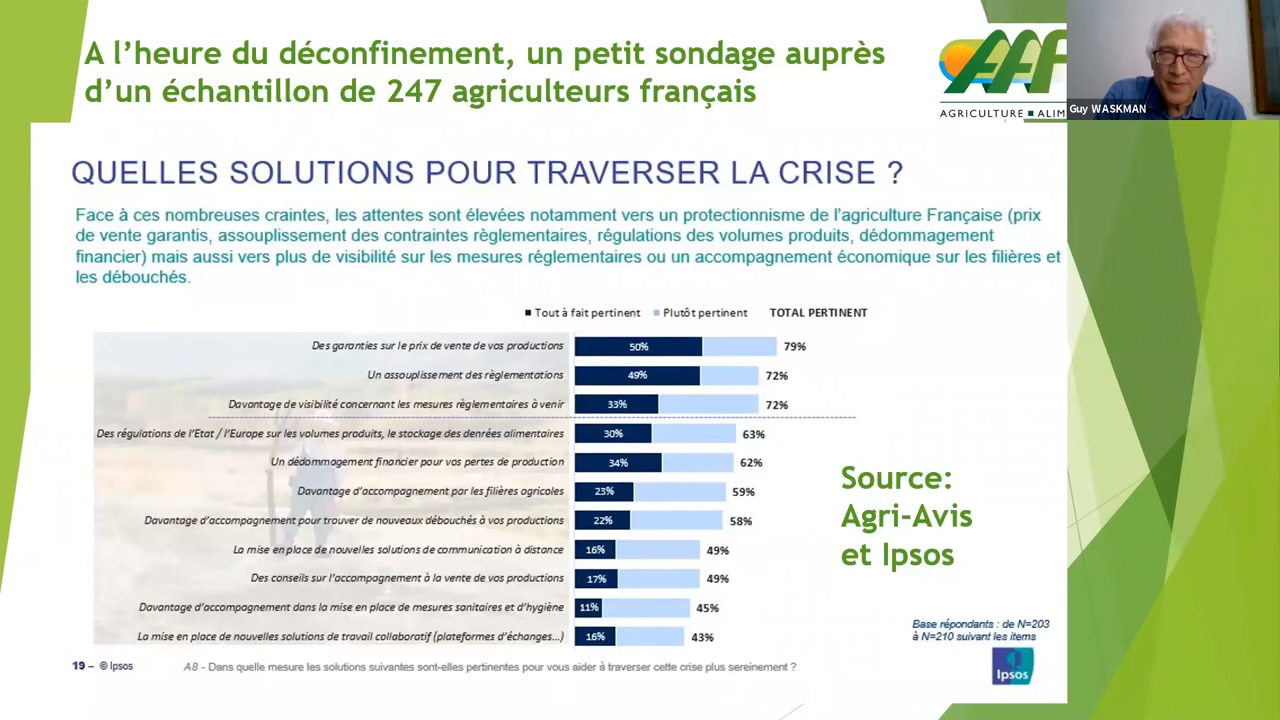 A l’heure du déconfinement, un petit sondage auprès
d’un échantillon de 247 agriculteurs français
AAF
AGRICULTURE ■ ALIM
Guy WASKMAN
QUELLES SOLUTIONS POUR TRAVERSER LA CRISE ?
Face à ces nombreuses craintes, les attentes sont élevées notamment vers un protectionnisme de l’agriculture Française (prix
de vente garantis, assouplissement des contraintes règlementaires, régulations des volumes produits, dédommagement
financier) mais aussi vers plus de visibilité sur les mesures réglementaires ou un accompagnement économique sur les filières et
les débouchés.
Tout à fait pertinent Plutôt pertinent TOTAL PERTINENT
Des garanties sur le prix de vente de vos productions 50% 79%
Un assouplissement des règlementations 49% 72%
Davantage de visibilité concernant les mesures règlementaires à venir 33% 72%
Des régulations de l’Etat / l’Europe sur les volumes produits, le stockage des denrées alimentaires 30% 63%
Un dédommagement financier pour vos pertes de production 34% 62%
Davantage d’accompagnement par les filières agricoles 23% 59%
Davantage d’accompagnement pour trouver de nouveaux débouchés à vos productions 22% 58%
La mise en place de nouvelles solutions de communication à distance 16% 49%
Des conseils sur l’accompagnement à la vente de vos productions 17% 49%
Davantage d’accompagnement dans la mise en place de mesures sanitaires et d’hygiène 11% 45%
La mise en place de nouvelles solutions de travail collaboratif (plateformes d’échanges...) 16% 43%
Source:
Agri-Avis
et Ipsos
Base répondants : de N=203
à N=210 suivant les items
19 – © Ipsos
A8 - Dans quelle mesure les solutions suivantes sont-elles pertinentes pour vous aider à traverser cette crise plus sereinement ?
Ipsos